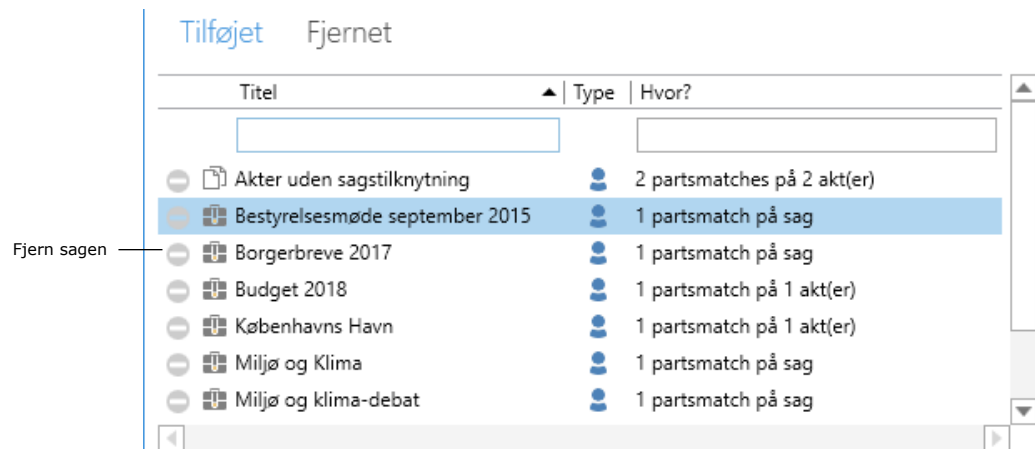 Tilføjet Fjernet
Titel Type Hvor?
Akter uden sagstilknytning 2 partsmatches på 2 akt(er)
Bestyrelsesmøde september 2015 1 partsmatch på sag
Fjern sagen Borgerbreve 2017 1 partsmatch på sag
Budget 2018 1 partsmatch på 1 akt(er)
Københavns Havn 1 partsmatch på 1 akt(er)
Miljø og Klima 1 partsmatch på sag
Miljø og klima-debat 1 partsmatch på sag